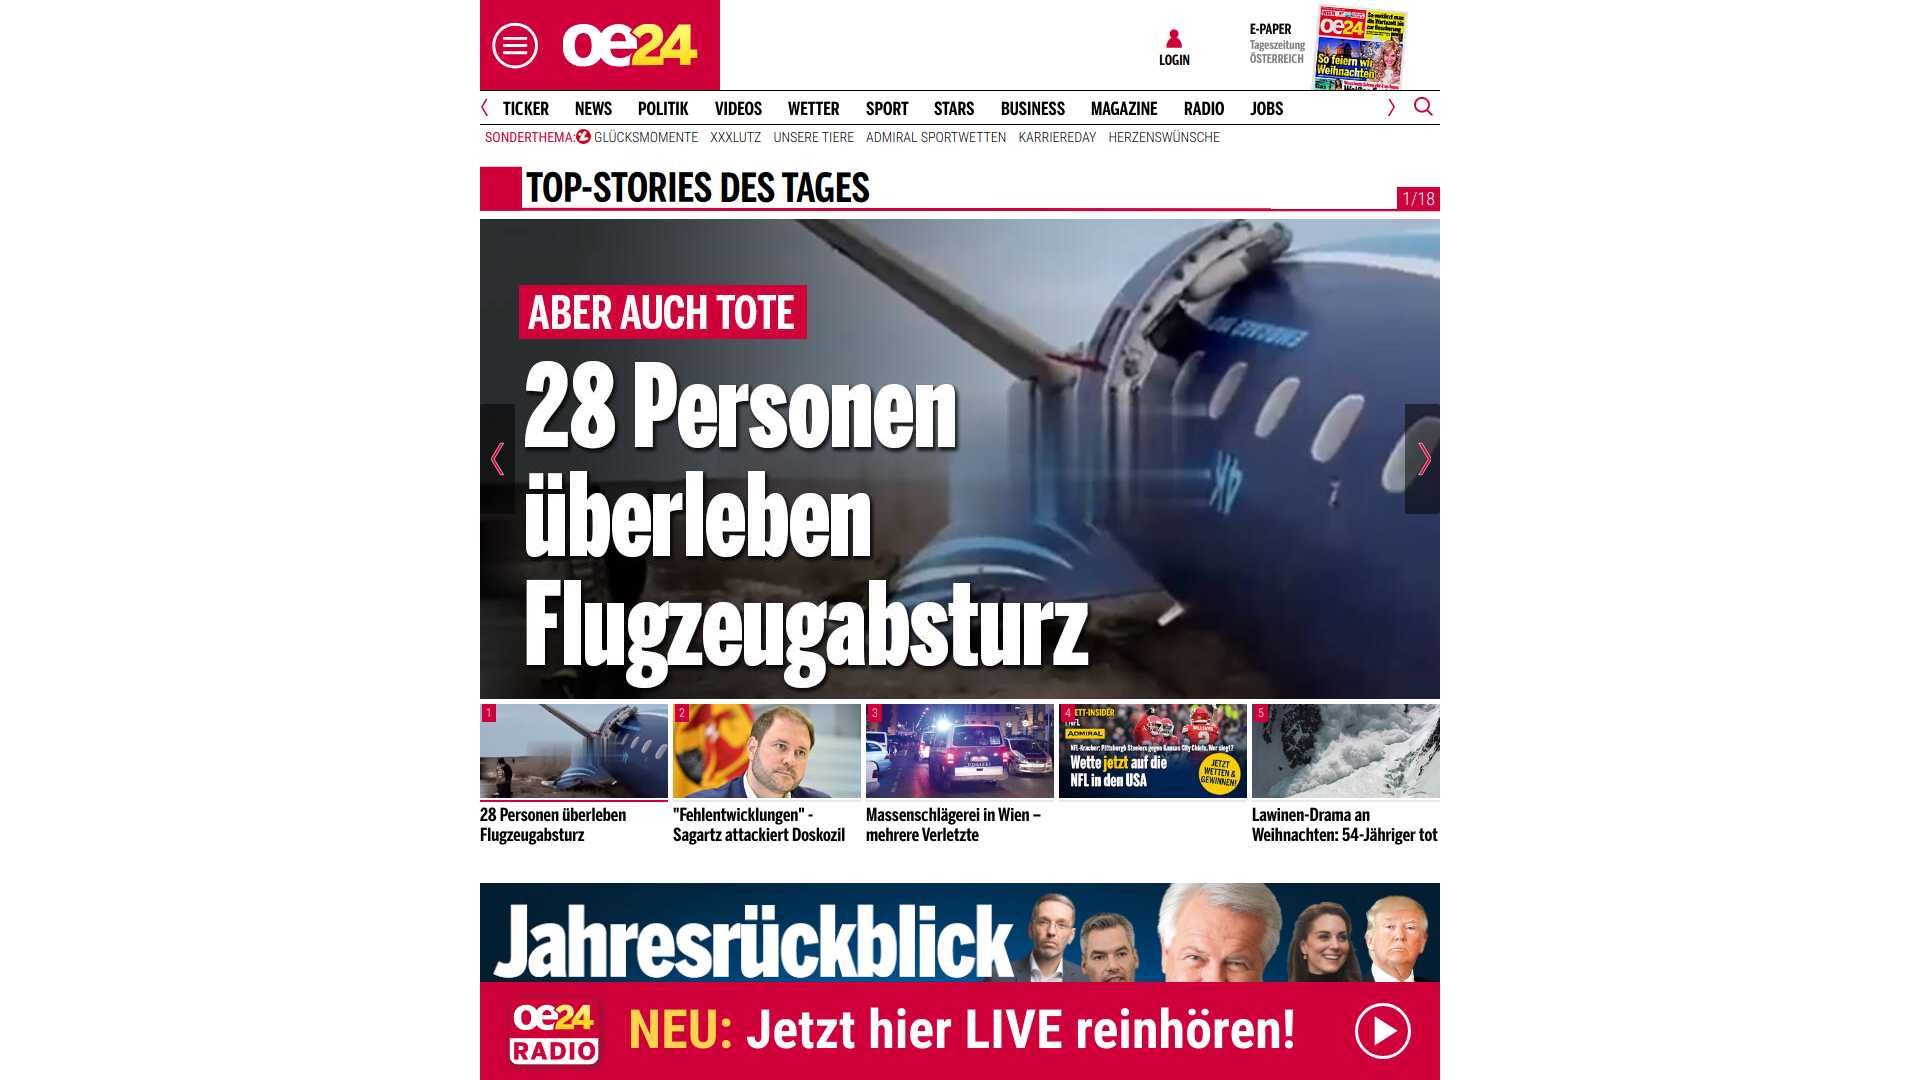 oe24
LOGIN
E-PAPER
Tageszeitung
ÖSTERREICH
oe24
So feiern wir
Weihnachten
TICKER NEWS POLITIK VIDEOS WETTER SPORT STARS BUSINESS MAGAZINE RADIO JOBS
SONDERTHEMA: GLÜCKSMOMENTE XXXLUTZ UNSERE TIERE ADMIRAL SPORTWETTEN KARRIEREDAY HERZENSWÜNSCHE
TOP-STORIES DES TAGES
1/18
ABER AUCH TOTE
28 Personen
überleben
Flugzeugabsturz
4K
1
2
3
4
5
WETT-INSIDER
NFL
ADMIRAL
NFL-Kracher: Pittsburgh Steelers gegen Kansas City Chiefs. Wer siegt?
Wette jetzt auf die
NFL in den USA
JETZT
WETTEN &
GEWINNEN!
28 Personen überleben
Flugzeugabsturz
"Fehlentwicklungen" -
Sagartz attackiert Doskozil
Massenschlägerei in Wien –
mehrere Verletzte
Lawinen-Drama an
Weihnachten: 54-Jähriger tot
Jahresrückblick
oe24
RADIO
NEU: Jetzt hier LIVE reinhören!